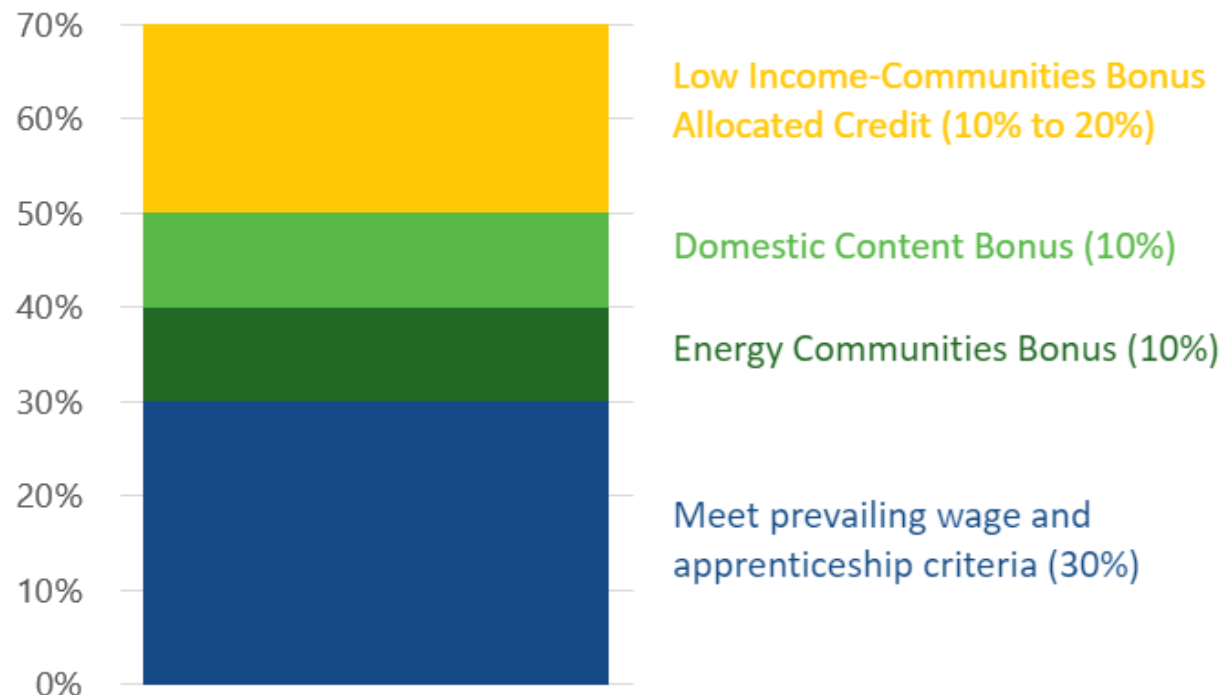 70%
Low Income-Communities Bonus
60%
Allocated Credit (10% to 20%)
50%
Domestic Content Bonus (10%)
40%
Energy Communities Bonus (10%)
30%
20%
Meet prevailing wage and
apprenticeship criteria (30%)
10%
0%